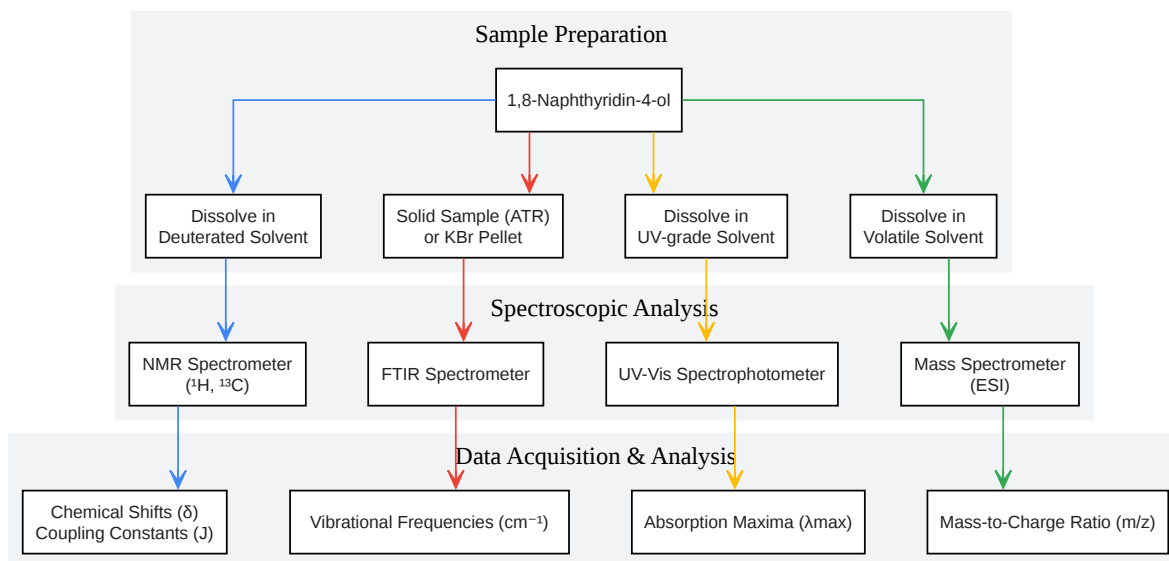 Sample Preparation
1,8-Naphthyridin-4-ol
Dissolve in
Deuterated Solvent
Solid Sample (ATR)
or KBr Pellet
Dissolve in
UV-grade Solvent
Dissolve in
Volatile Solvent
Spectroscopic Analysis
NMR Spectrometer
(¹H, ¹³C)
FTIR Spectrometer
UV-Vis Spectrophotometer
Mass Spectrometer
(ESI)
Data Acquisition & Analysis
Chemical Shifts (δ)
Coupling Constants (J)
Vibrational Frequencies (cm⁻¹)
Absorption Maxima (λmax)
Mass-to-Charge Ratio (m/z)